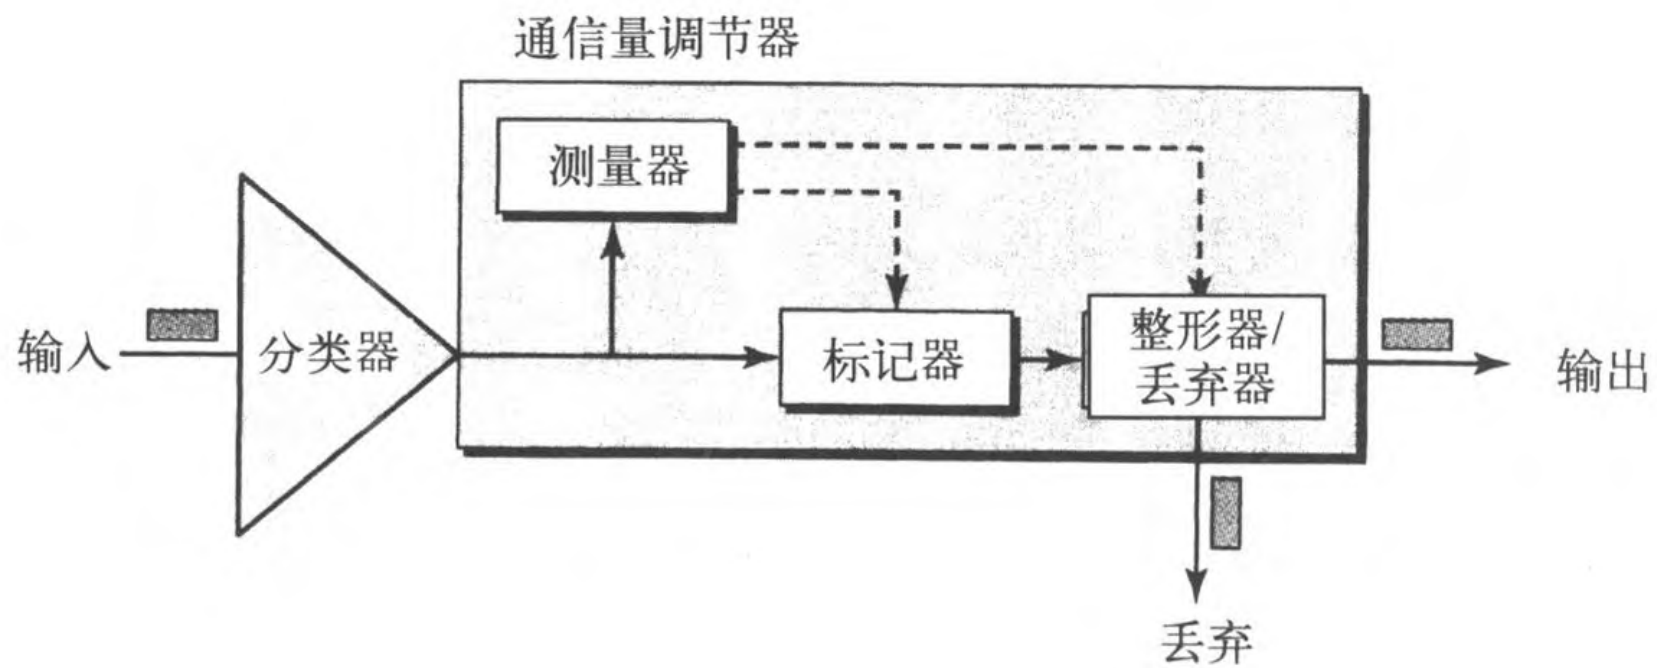 通信量调节器
测量器
输入
分类器
标记器
整形器/
丢弃器
输出
丢弃